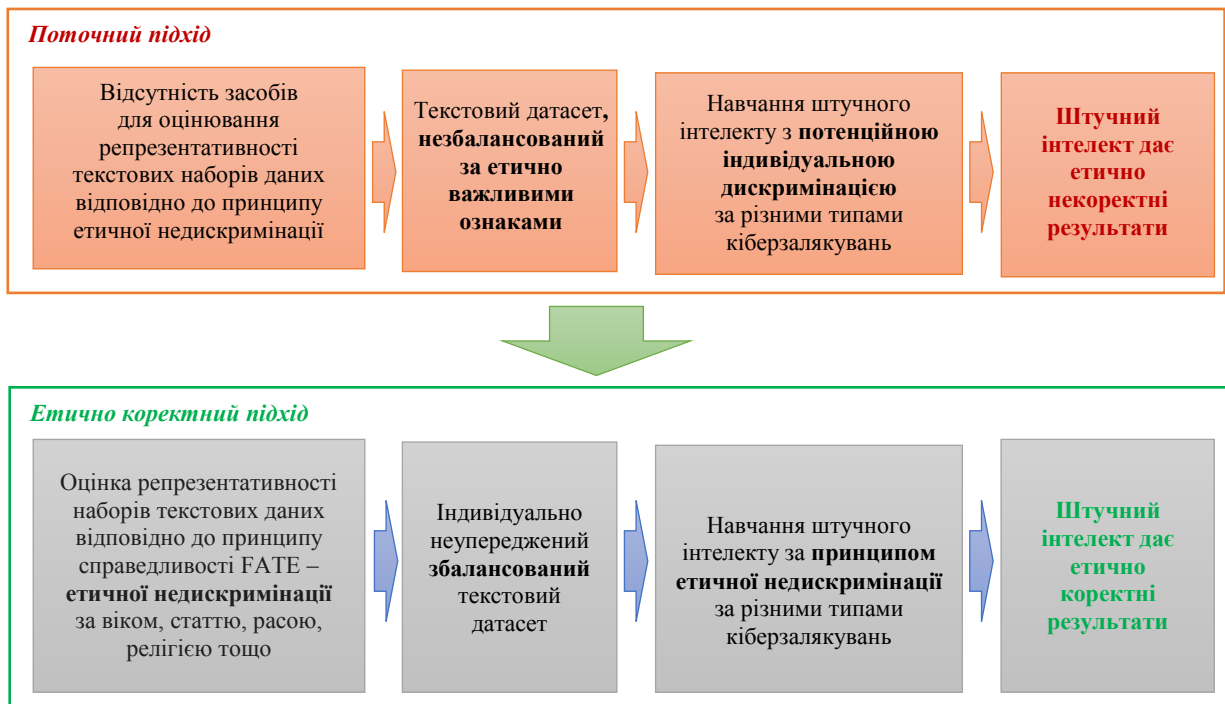 Поточний підхід
Відсутність засобів
для оцінювання
репрезентативності
текстових наборів даних
відповідно до принципу
етичної недискримінації
Текстовий датасет,
незбалансований
за етично
важливими
ознаками
Навчання штучного
інтелекту з потенційною
індивідуальною
дискримінацією
за різними типами
кіберзалякувань
Штучний
інтелект дає
етично
некоректні
результати
Етично коректний підхід
Оцінка репрезентативності
наборів текстових даних
відповідно до принципу
справедливості FATE –
етичної недискримінації
за віком, статтю, расою,
релігією тощо
Індивідуально
неупереджений
збалансований
текстовий
датасет
Навчання штучного
інтелекту за принципом
етичної недискримінації
за різними типами
кіберзалякувань
Штучний
інтелект дає
етично
коректні
результати